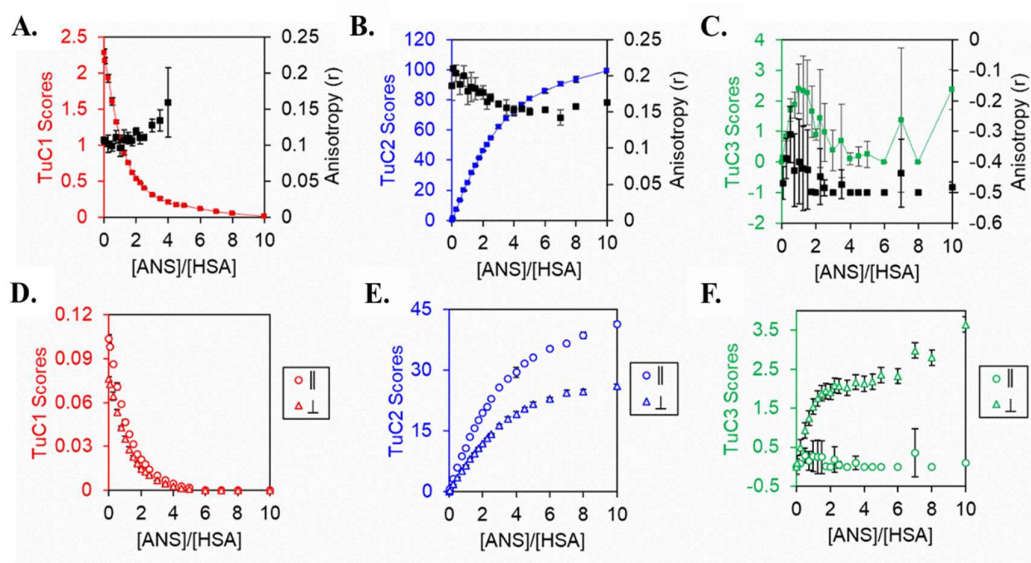 A.
TuC1 Scores
2.5
2
1.5
1
0.5
0
0.25
0.2
0.15
0.1
0.05
0
Anisotropy (r)
0 2 4 6 8 10
[ANS]/[HSA]
B.
TuC2 Scores
120
100
80
60
40
20
0
0.25
0.2
0.15
0.1
0.05
0
Anisotropy (r)
0 2 4 6 8 10
[ANS]/[HSA]
C.
TuC3 Scores
4
3
2
1
0
-1
-2
0
-0.1
-0.2
-0.3
-0.4
-0.5
-0.6
Anisotropy (r)
0 2 4 6 8 10
[ANS]/[HSA]
D.
TuC1 Scores
0.12
0.09
0.06
0.03
0
0 2 4 6 8 10
[ANS]/[HSA]
||
⊥
E.
TuC2 Scores
45
30
15
0
0 2 4 6 8 10
[ANS]/[HSA]
||
⊥
F.
TuC3 Scores
3.5
2.5
1.5
0.5
-0.5
0 2 4 6 8 10
[ANS]/[HSA]
||
⊥